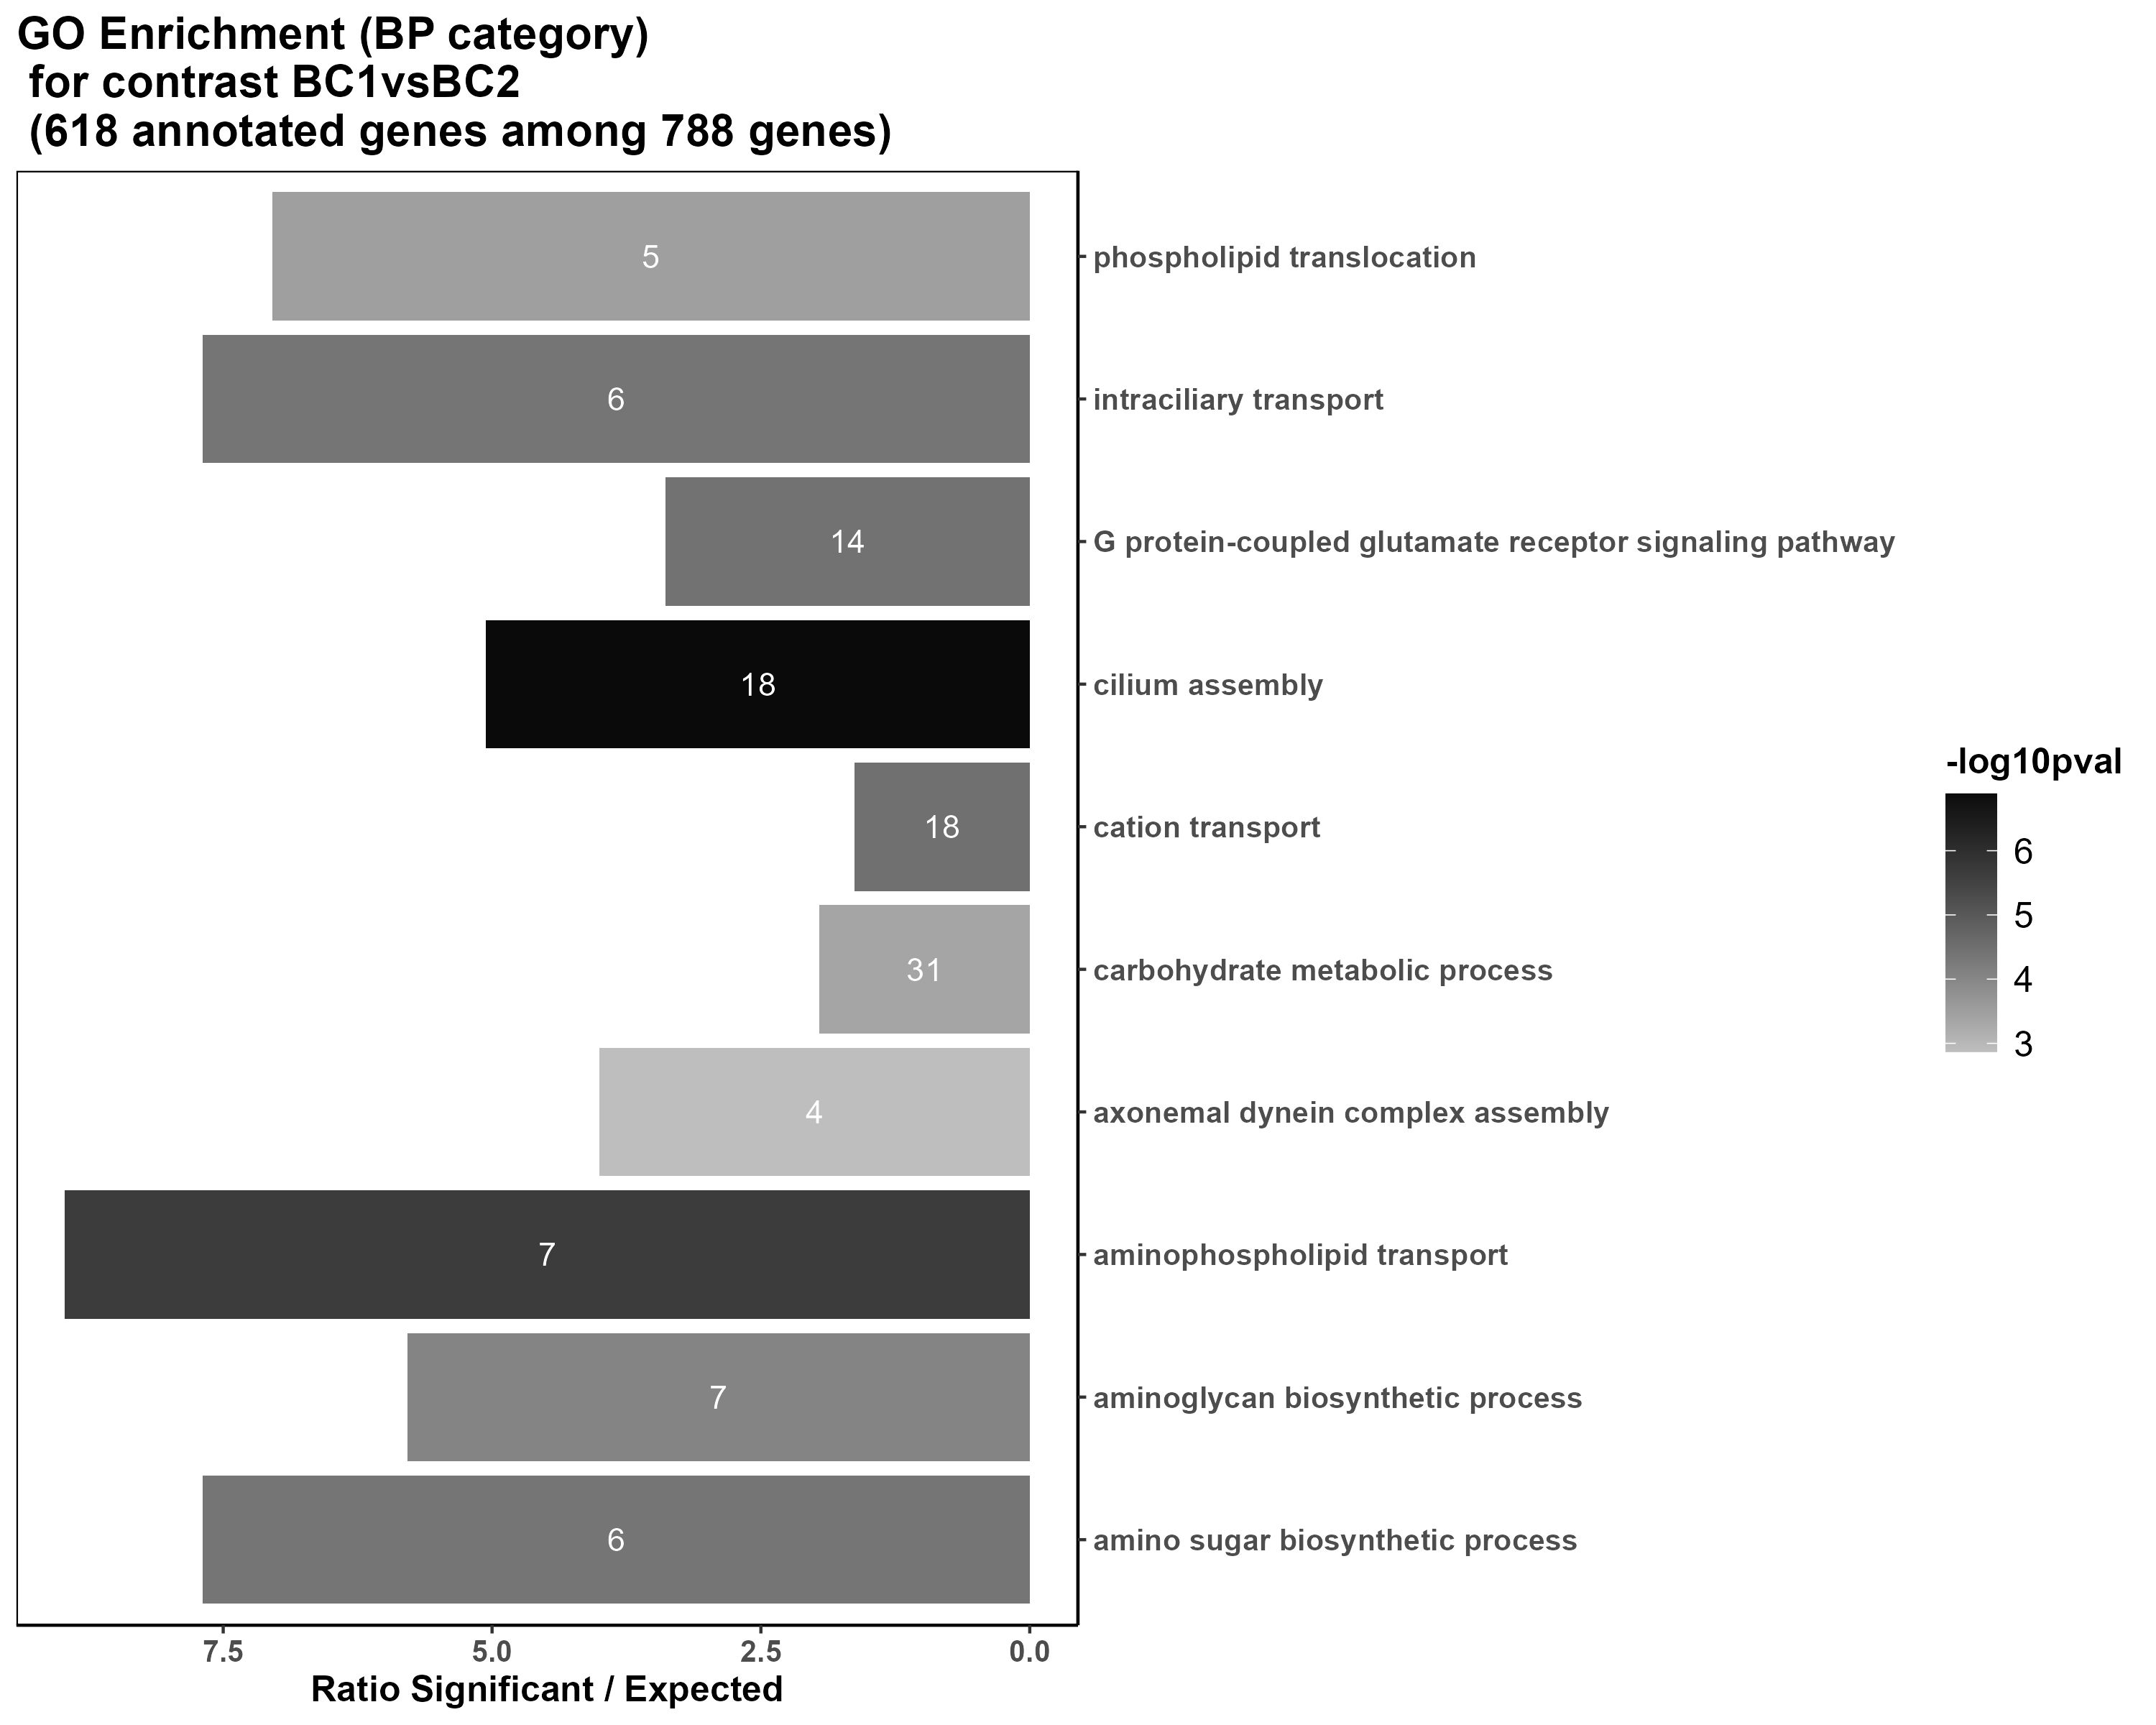 GO Enrichment (BP category)
for contrast BC1vsBC2
(618 annotated genes among 788 genes)
5
phospholipid translocation
6
intraciliary transport
14
G protein-coupled glutamate receptor signaling pathway
18
cilium assembly
18
cation transport
31
carbohydrate metabolic process
4
axonemal dynein complex assembly
7
aminophospholipid transport
7
aminoglycan biosynthetic process
6
amino sugar biosynthetic process
7.5 5.0 2.5 0.0
Ratio Significant / Expected
-log10pval
6
5
4
3